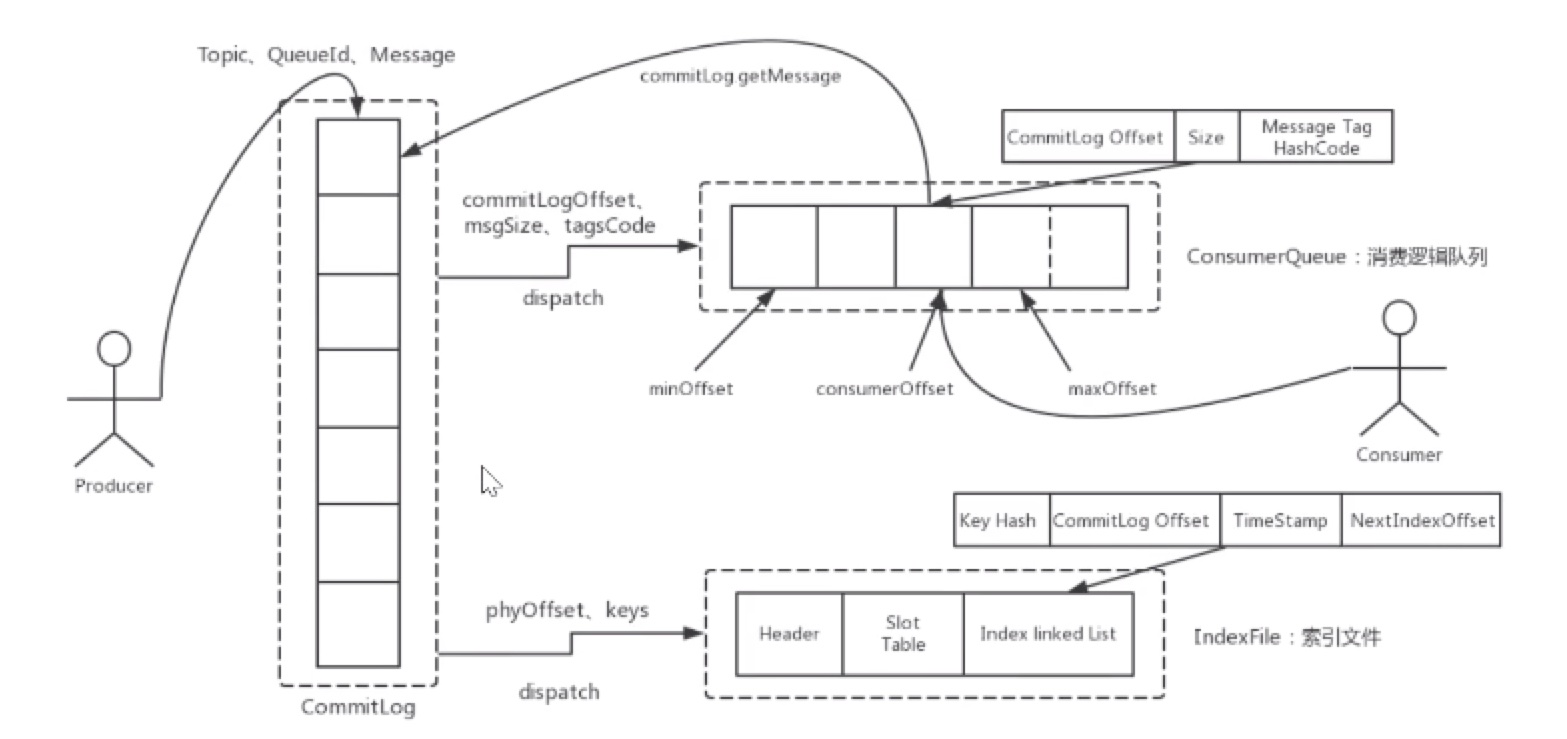 Topic、QueueId、Message
commitLog getMessage
CommitLog Offset
Size
Message Tag
HashCode
commitLogOffset、
msgSize、tagsCode
dispatch
ConsumerQueue：消费逻辑队列
minOffset
consumerOffset
maxOffset
Producer
Consumer
Key Hash
CommitLog Offset
TimeStamp
NextIndexOffset
phyOffset、keys
dispatch
Header
Slot
Table
Index linked List
IndexFile：索引文件
CommitLog